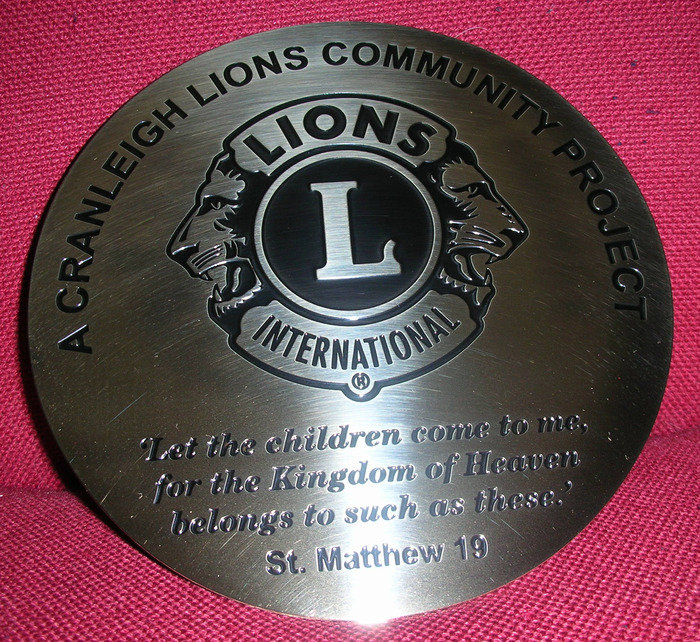 A CRANLEIGH LIONS COMMUNITY PROJECT
LIONS
L
INTERNATIONAL
®
'Let the children come to me,
for the Kingdom of Heaven
belongs to such as these.'
St. Matthew 19